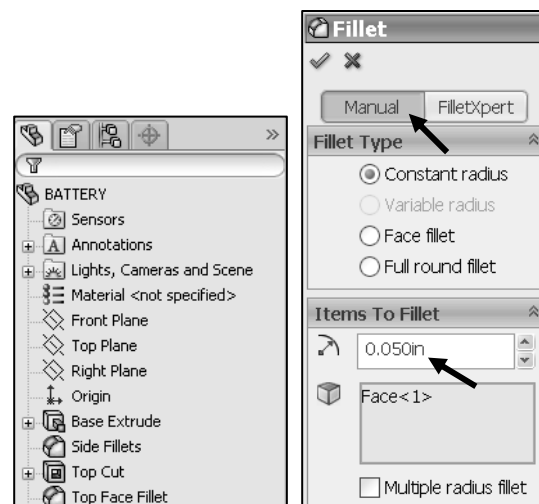 BATTERY
Sensors
A Annotations
Lights, Cameras and Scene
Material <not specified>
Front Plane
Top Plane
Right Plane
Origin
Base Extrude
Side Fillets
Top Cut
Top Face Fillet
Fillet
Manual FilletXpert
Fillet Type
Constant radius
Variable radius
Face fillet
Full round fillet
Items To Fillet
0.050in
Face<1>
Multiple radius fillet